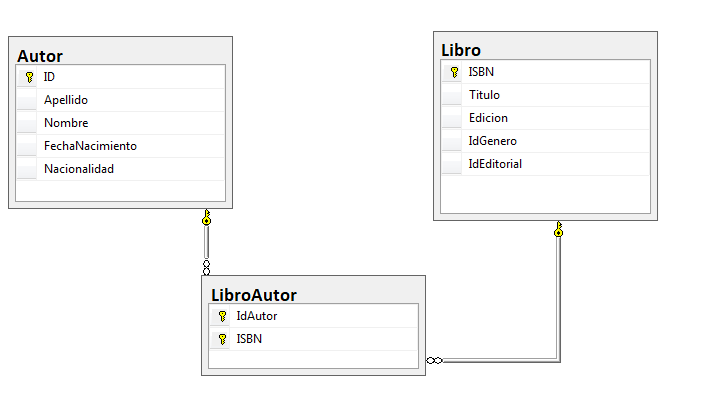 Autor
ID
Apellido
Nombre
FechaNacimiento
Nacionalidad
Libro
ISBN
Titulo
Edicion
IdGenero
IdEditorial
LibroAutor
IdAutor
ISBN